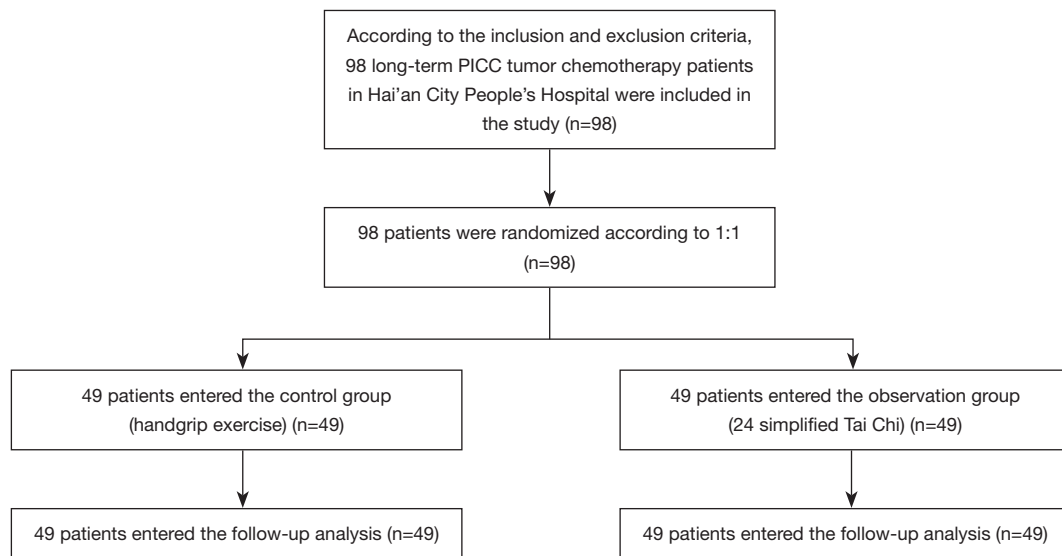 According to the inclusion and exclusion criteria,
98 long-term PICC tumor chemotherapy patients
in Hai’an City People’s Hospital were included in
the study (n=98)
98 patients were randomized according to 1:1
(n=98)
49 patients entered the control group
(handgrip exercise) (n=49)
49 patients entered the observation group
(24 simplified Tai Chi) (n=49)
49 patients entered the follow-up analysis (n=49)
49 patients entered the follow-up analysis (n=49)